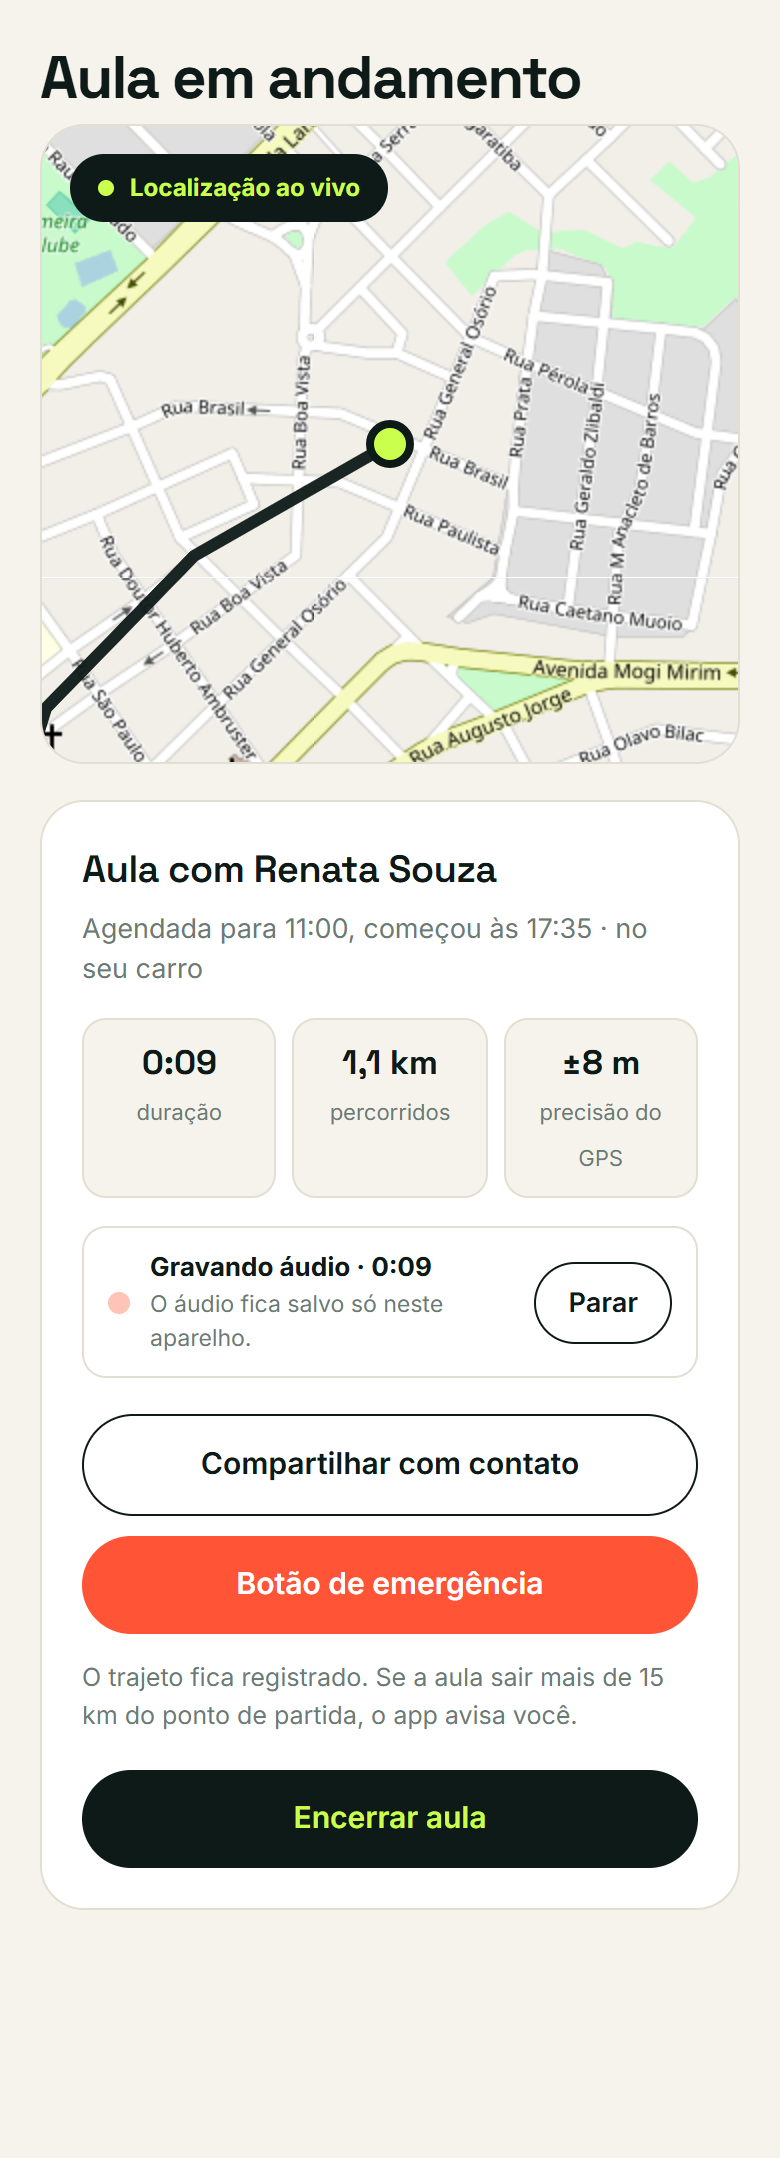 Aula em andamento
Localização ao vivo
garatiba
meira
lube
Rua Brasil
Rua Boa Vista
Rua General Osório
Rua Pérola
Rua Prata
Rua Geraldo Zlibaldi
Rua M Anacleto de Barros
Rua Brasil
Rua Paulista
Rua Boa Vista
Rua General Osório
Rua Caetano Muoio
Rua São Paulo
Avenida Mogi Mirim
Rua Augusto Jorge
Rua Olavo Bilac
Aula com Renata Souza
Agendada para 11:00, começou às 17:35 · no
seu carro
0:09
duração
1,1 km
percorridos
±8 m
precisão do
GPS
Gravando áudio · 0:09
O áudio fica salvo só neste
aparelho.
Parar
Compartilhar com contato
Botão de emergência
O trajeto fica registrado. Se a aula sair mais de 15
km do ponto de partida, o app avisa você.
Encerrar aula